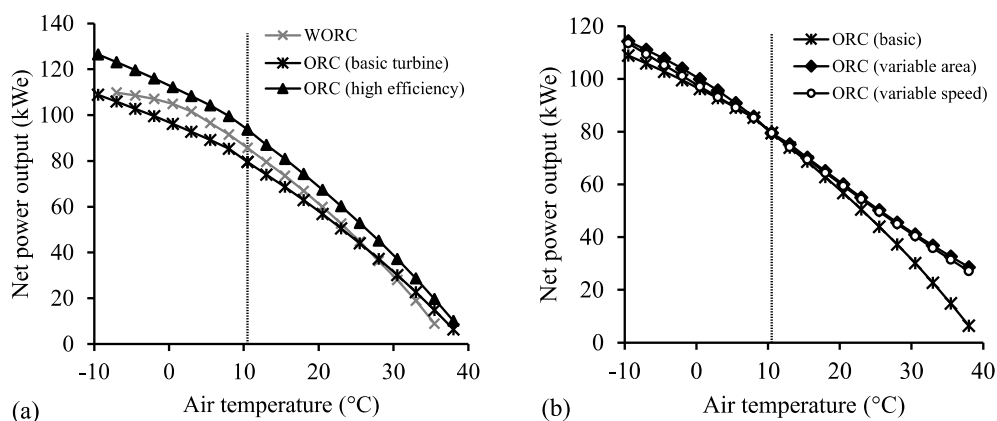 140
120
100
80
60
40
20
0
Net power output (kWe)
WORC
ORC (basic turbine)
ORC (high efficiency)
-10 0 10 20 30 40
Air temperature (°C)
(a)
120
100
80
60
40
20
0
Net power output (kWe)
ORC (basic)
ORC (variable area)
ORC (variable speed)
-10 0 10 20 30 40
Air temperature (°C)
(b)